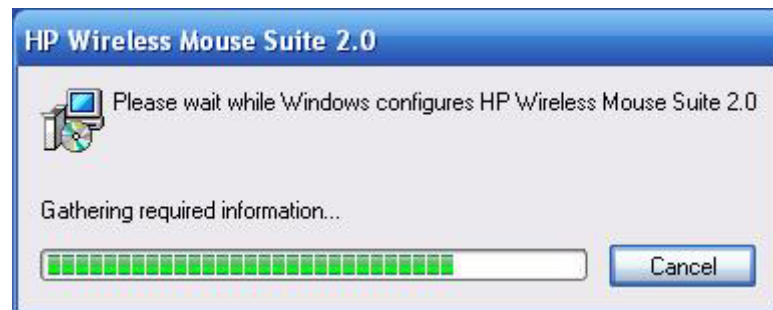 HP Wireless Mouse Suite 2.0
Please wait while Windows configures HP Wireless Mouse Suite 2.0
Gathering required information...
Cancel